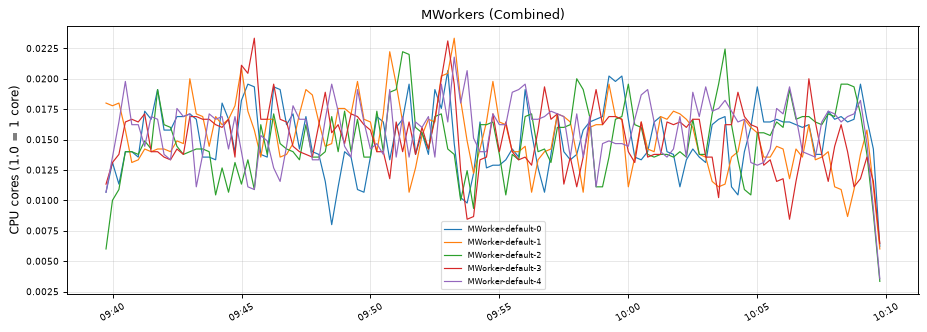 MWorkers (Combined)
CPU cores (1.0 = 1 core)
0.0225
0.0200
0.0175
0.0150
0.0125
0.0100
0.0075
0.0050
0.0025
MWorker-default-0
MWorker-default-1
MWorker-default-2
MWorker-default-3
MWorker-default-4
09:40 09:45 09:50 09:55 10:00 10:05 10:10